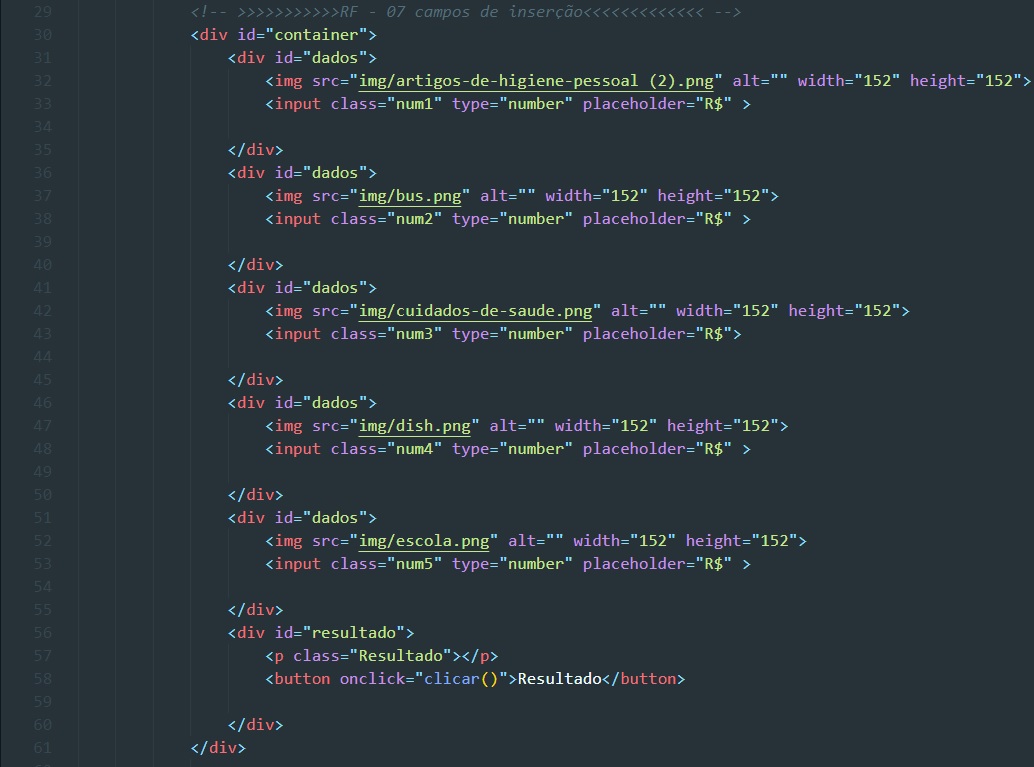 29 <!-- >>>>>>>>>>>RF - 07 campos de inserção<<<<<<<<<<<<< -->
30 <div id="container">
31 <div id="dados">
32 <img src="img/artigos-de-higiene-pessoal (2).png" alt="" width="152" height="152">
33 <input class="num1" type="number" placeholder="R$" >
34
35 </div>
36 <div id="dados">
37 <img src="img/bus.png" alt="" width="152" height="152">
38 <input class="num2" type="number" placeholder="R$" >
39
40 </div>
41 <div id="dados">
42 <img src="img/cuidados-de-saude.png" alt="" width="152" height="152">
43 <input class="num3" type="number" placeholder="R$">
44
45 </div>
46 <div id="dados">
47 <img src="img/dish.png" alt="" width="152" height="152">
48 <input class="num4" type="number" placeholder="R$" >
49
50 </div>
51 <div id="dados">
52 <img src="img/escola.png" alt="" width="152" height="152">
53 <input class="num5" type="number" placeholder="R$" >
54
55 </div>
56 <div id="resultado">
57 <p class="Resultado"></p>
58 <button onclick="clicar()">Resultado</button>
59
60 </div>
61 </div>